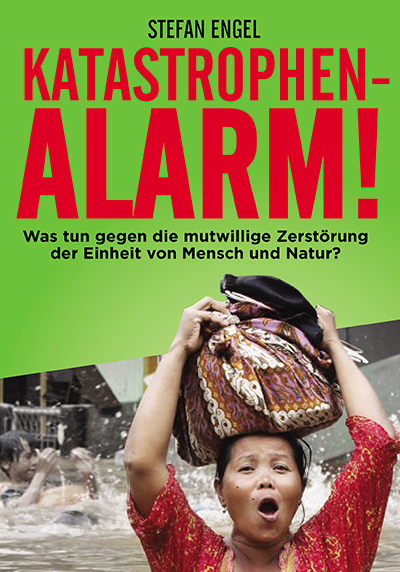 STEFAN ENGEL
KATASTROPHEN-
ALARM!
Was tun gegen die mutwillige Zerstörung
der Einheit von Mensch und Natur?